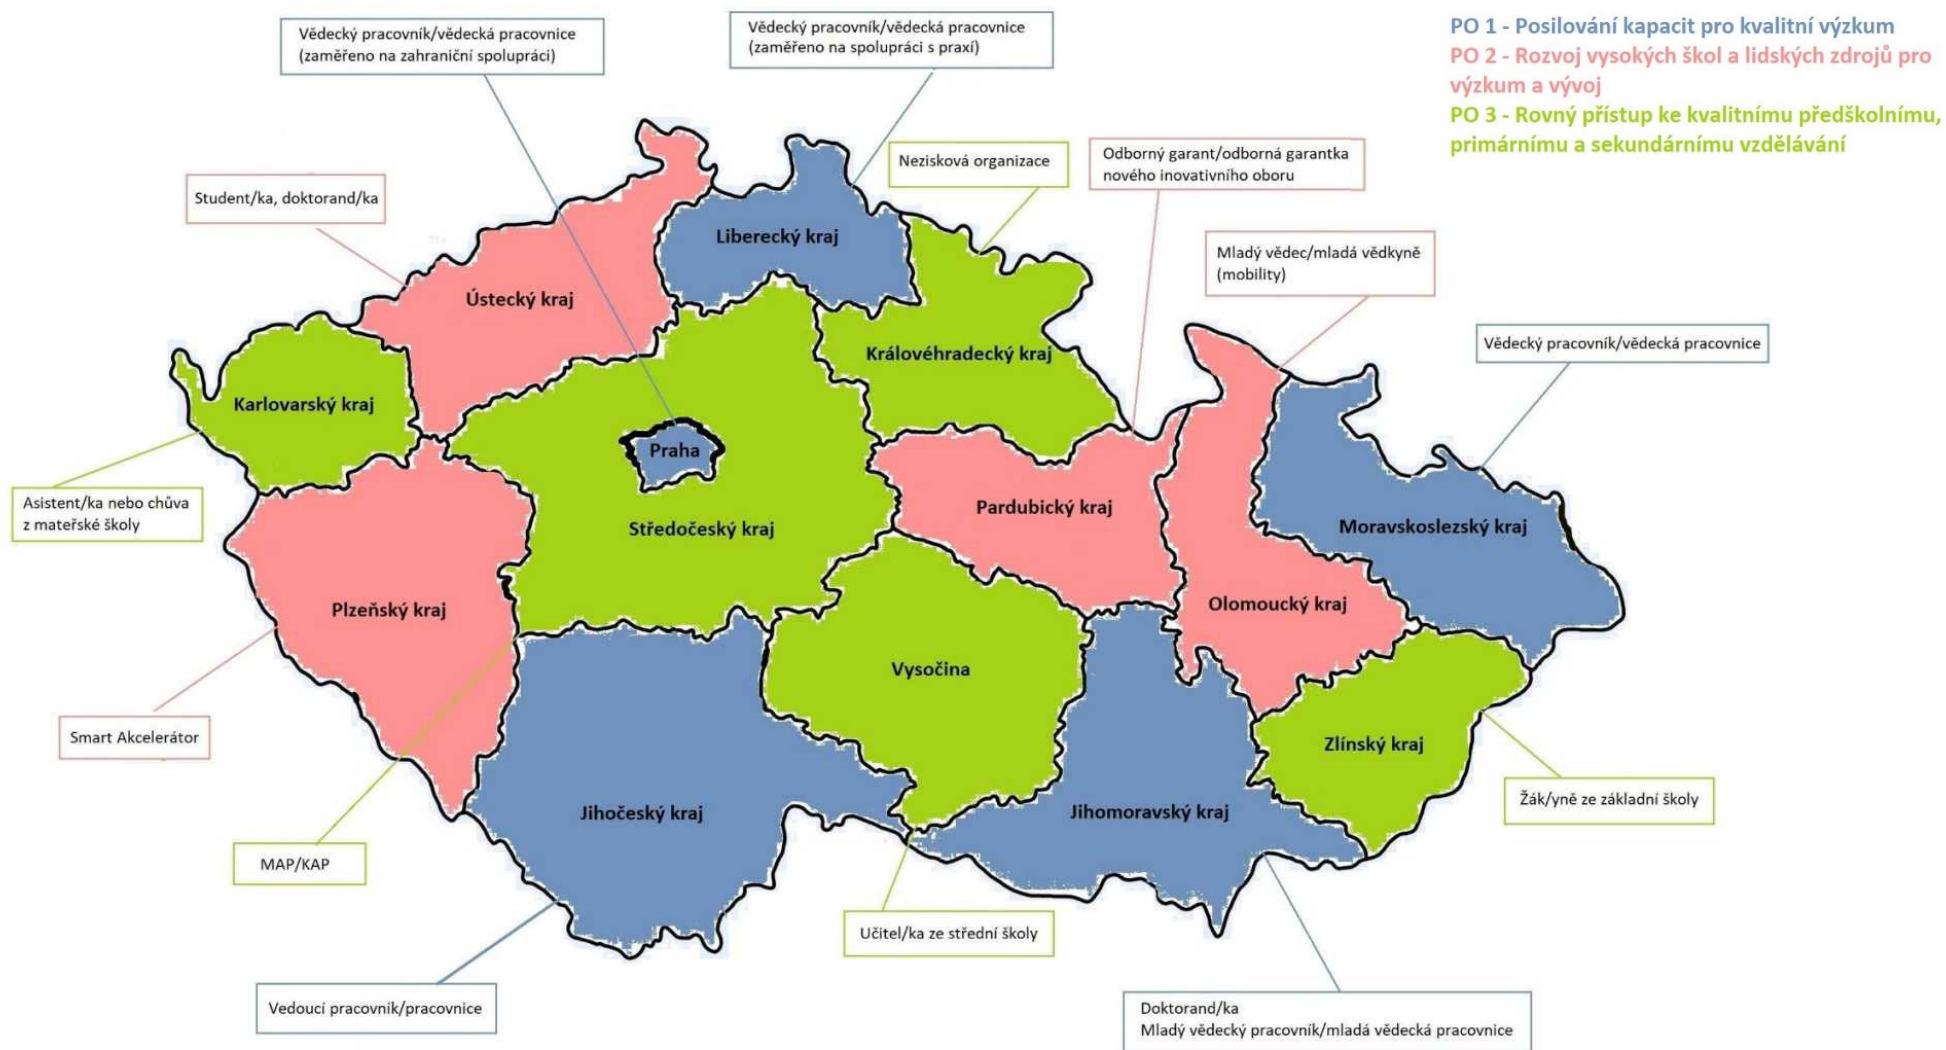 Vědecký pracovník/vědecká pracovnice
(zaměřeno na zahraniční spolupráci)
Vědecký pracovník/vědecká pracovnice
(zaměřeno na spolupráci s praxí)
PO 1 - Posilování kapacit pro kvalitní výzkum
PO 2 - Rozvoj vysokých škol a lidských zdrojů pro
výzkum a vývoj
PO 3 - Rovný přístup ke kvalitnímu předškolnímu,
primárnímu a sekundárnímu vzdělávání
Nezisková organizace
Odborný garant/odborná garantka
nového inovativního oboru
Student/ka, doktorand/ka
Mladý vědec/mladá vědkyně
(mobility)
Vědecký pracovník/vědecká pracovnice
Liberecký kraj
Ústecký kraj
Královéhradecký kraj
Karlovarský kraj
Praha
Asistent/ka nebo chůva
z mateřské školy
Středočeský kraj
Pardubický kraj
Moravskoslezský kraj
Plzeňský kraj
Olomoucký kraj
Vysočina
Smart Akcelerátor
Zlínský kraj
Jihočeský kraj
Jihomoravský kraj
Žák/yně ze základní školy
MAP/KAP
Učitel/ka ze střední školy
Vedoucí pracovník/pracovnice
Doktorand/ka
Mladý vědecký pracovník/mladá vědecká pracovnice